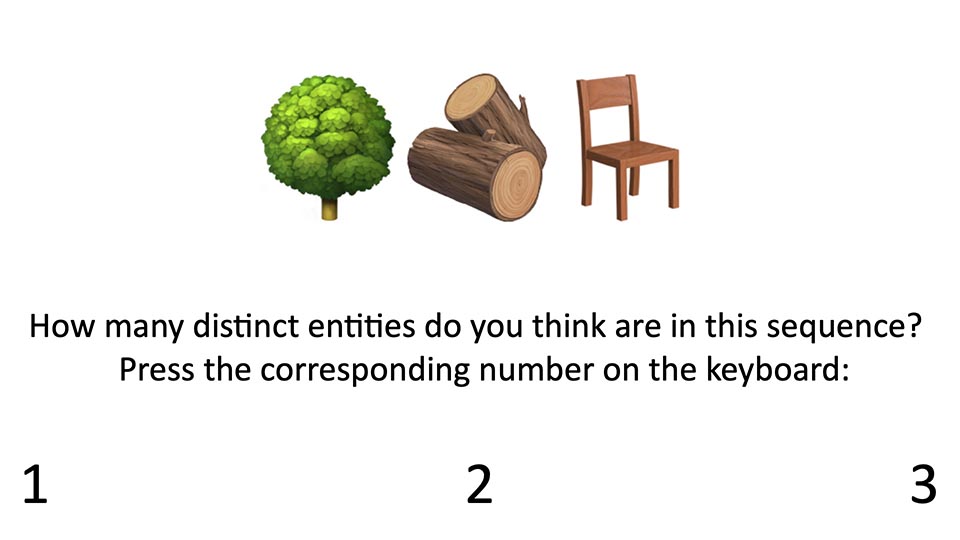 How many distinct entities do you think are in this sequence?
Press the corresponding number on the keyboard:
1 2 3